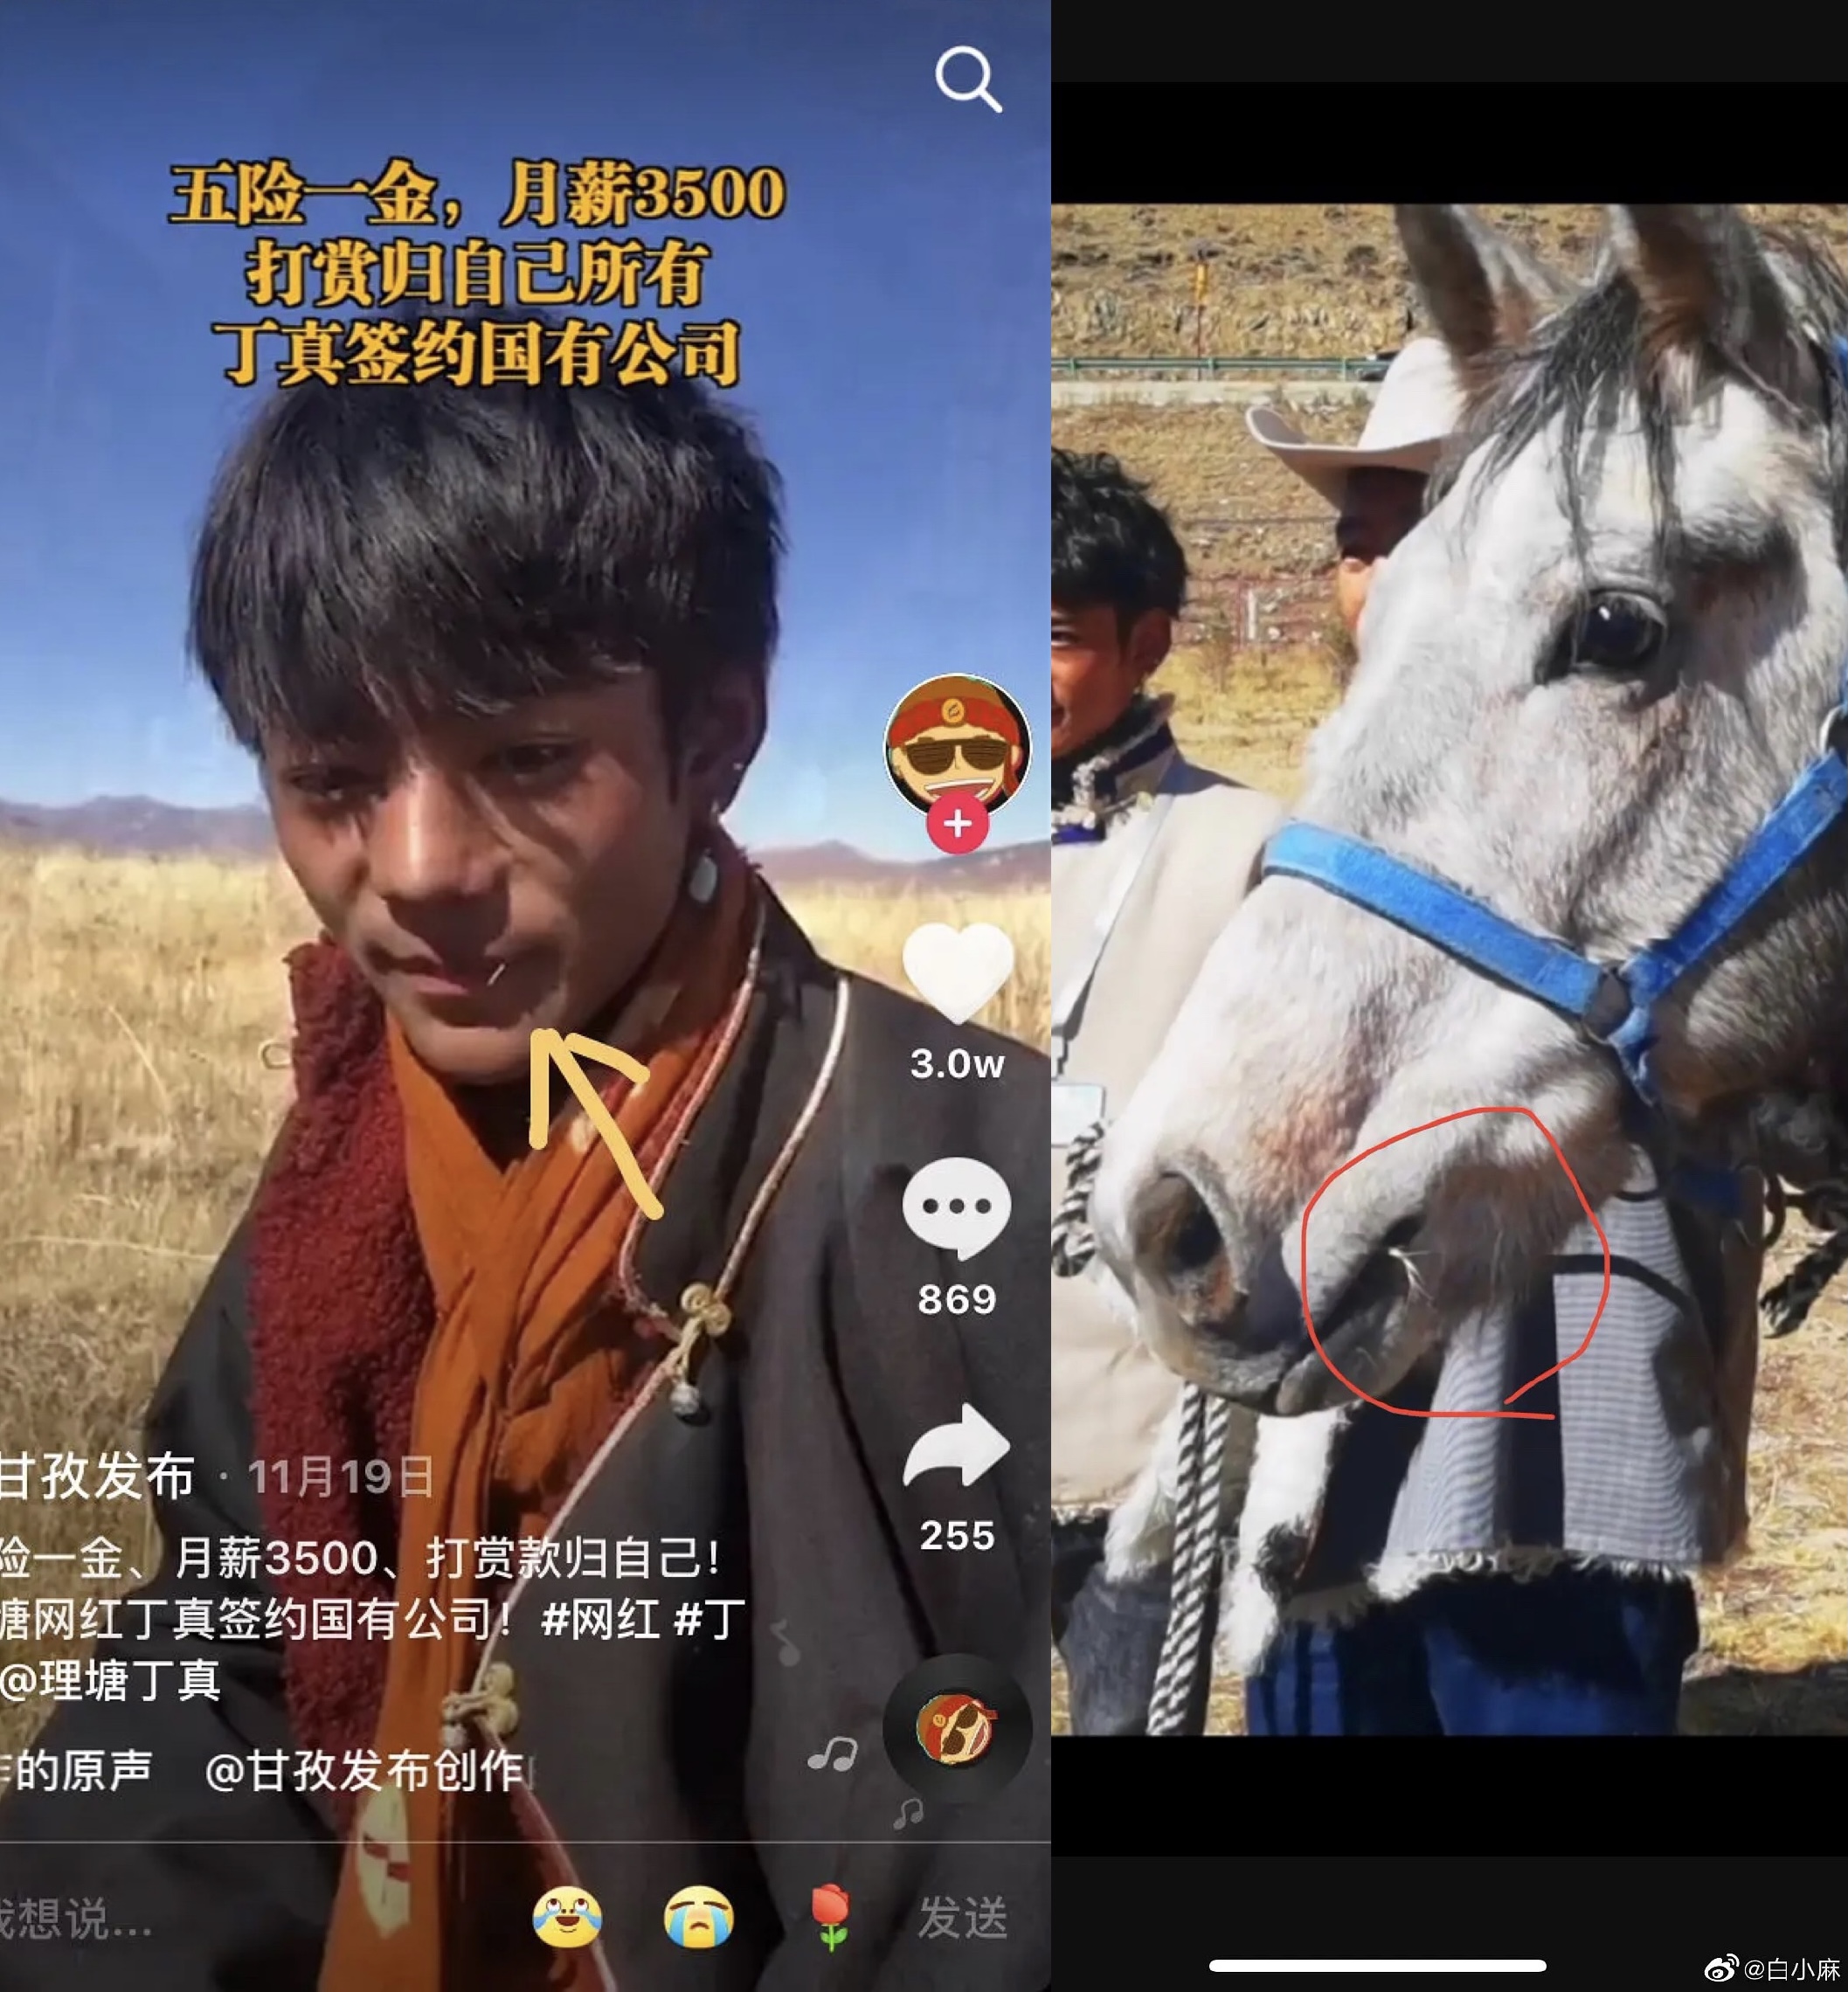 五险一金，月薪3500
打赏归自己所有
丁真签约国有公司
3.0w
869
255
甘孜发布 · 11月19日
险一金、月薪3500、打赏款归自己！
塘网红丁真签约国有公司！#网红 #丁
@理塘丁真
的原声 @甘孜发布创作
我想说...
发送
@白小麻